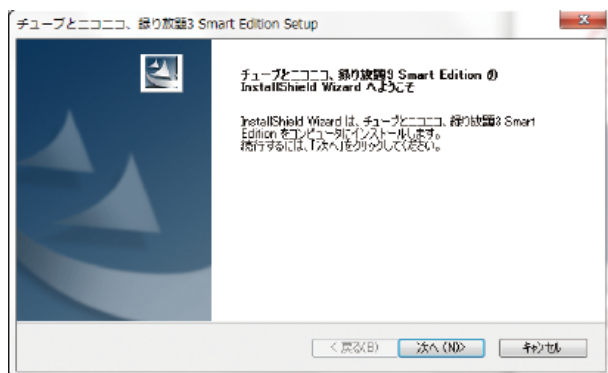 チューブとニコニコ、録り放題3 Smart Edition Setup
チューブとニコニコ、録り放題3 Smart Edition の
InstallShield Wizard へようこそ
InstallShield Wizard は、チューブとニコニコ、録り放題3 Smart
Edition をコンピュータにインストールします。
続行するには、「次へ」をクリックしてください。
< 戻る(B)
次へ (N)>
キャンセル